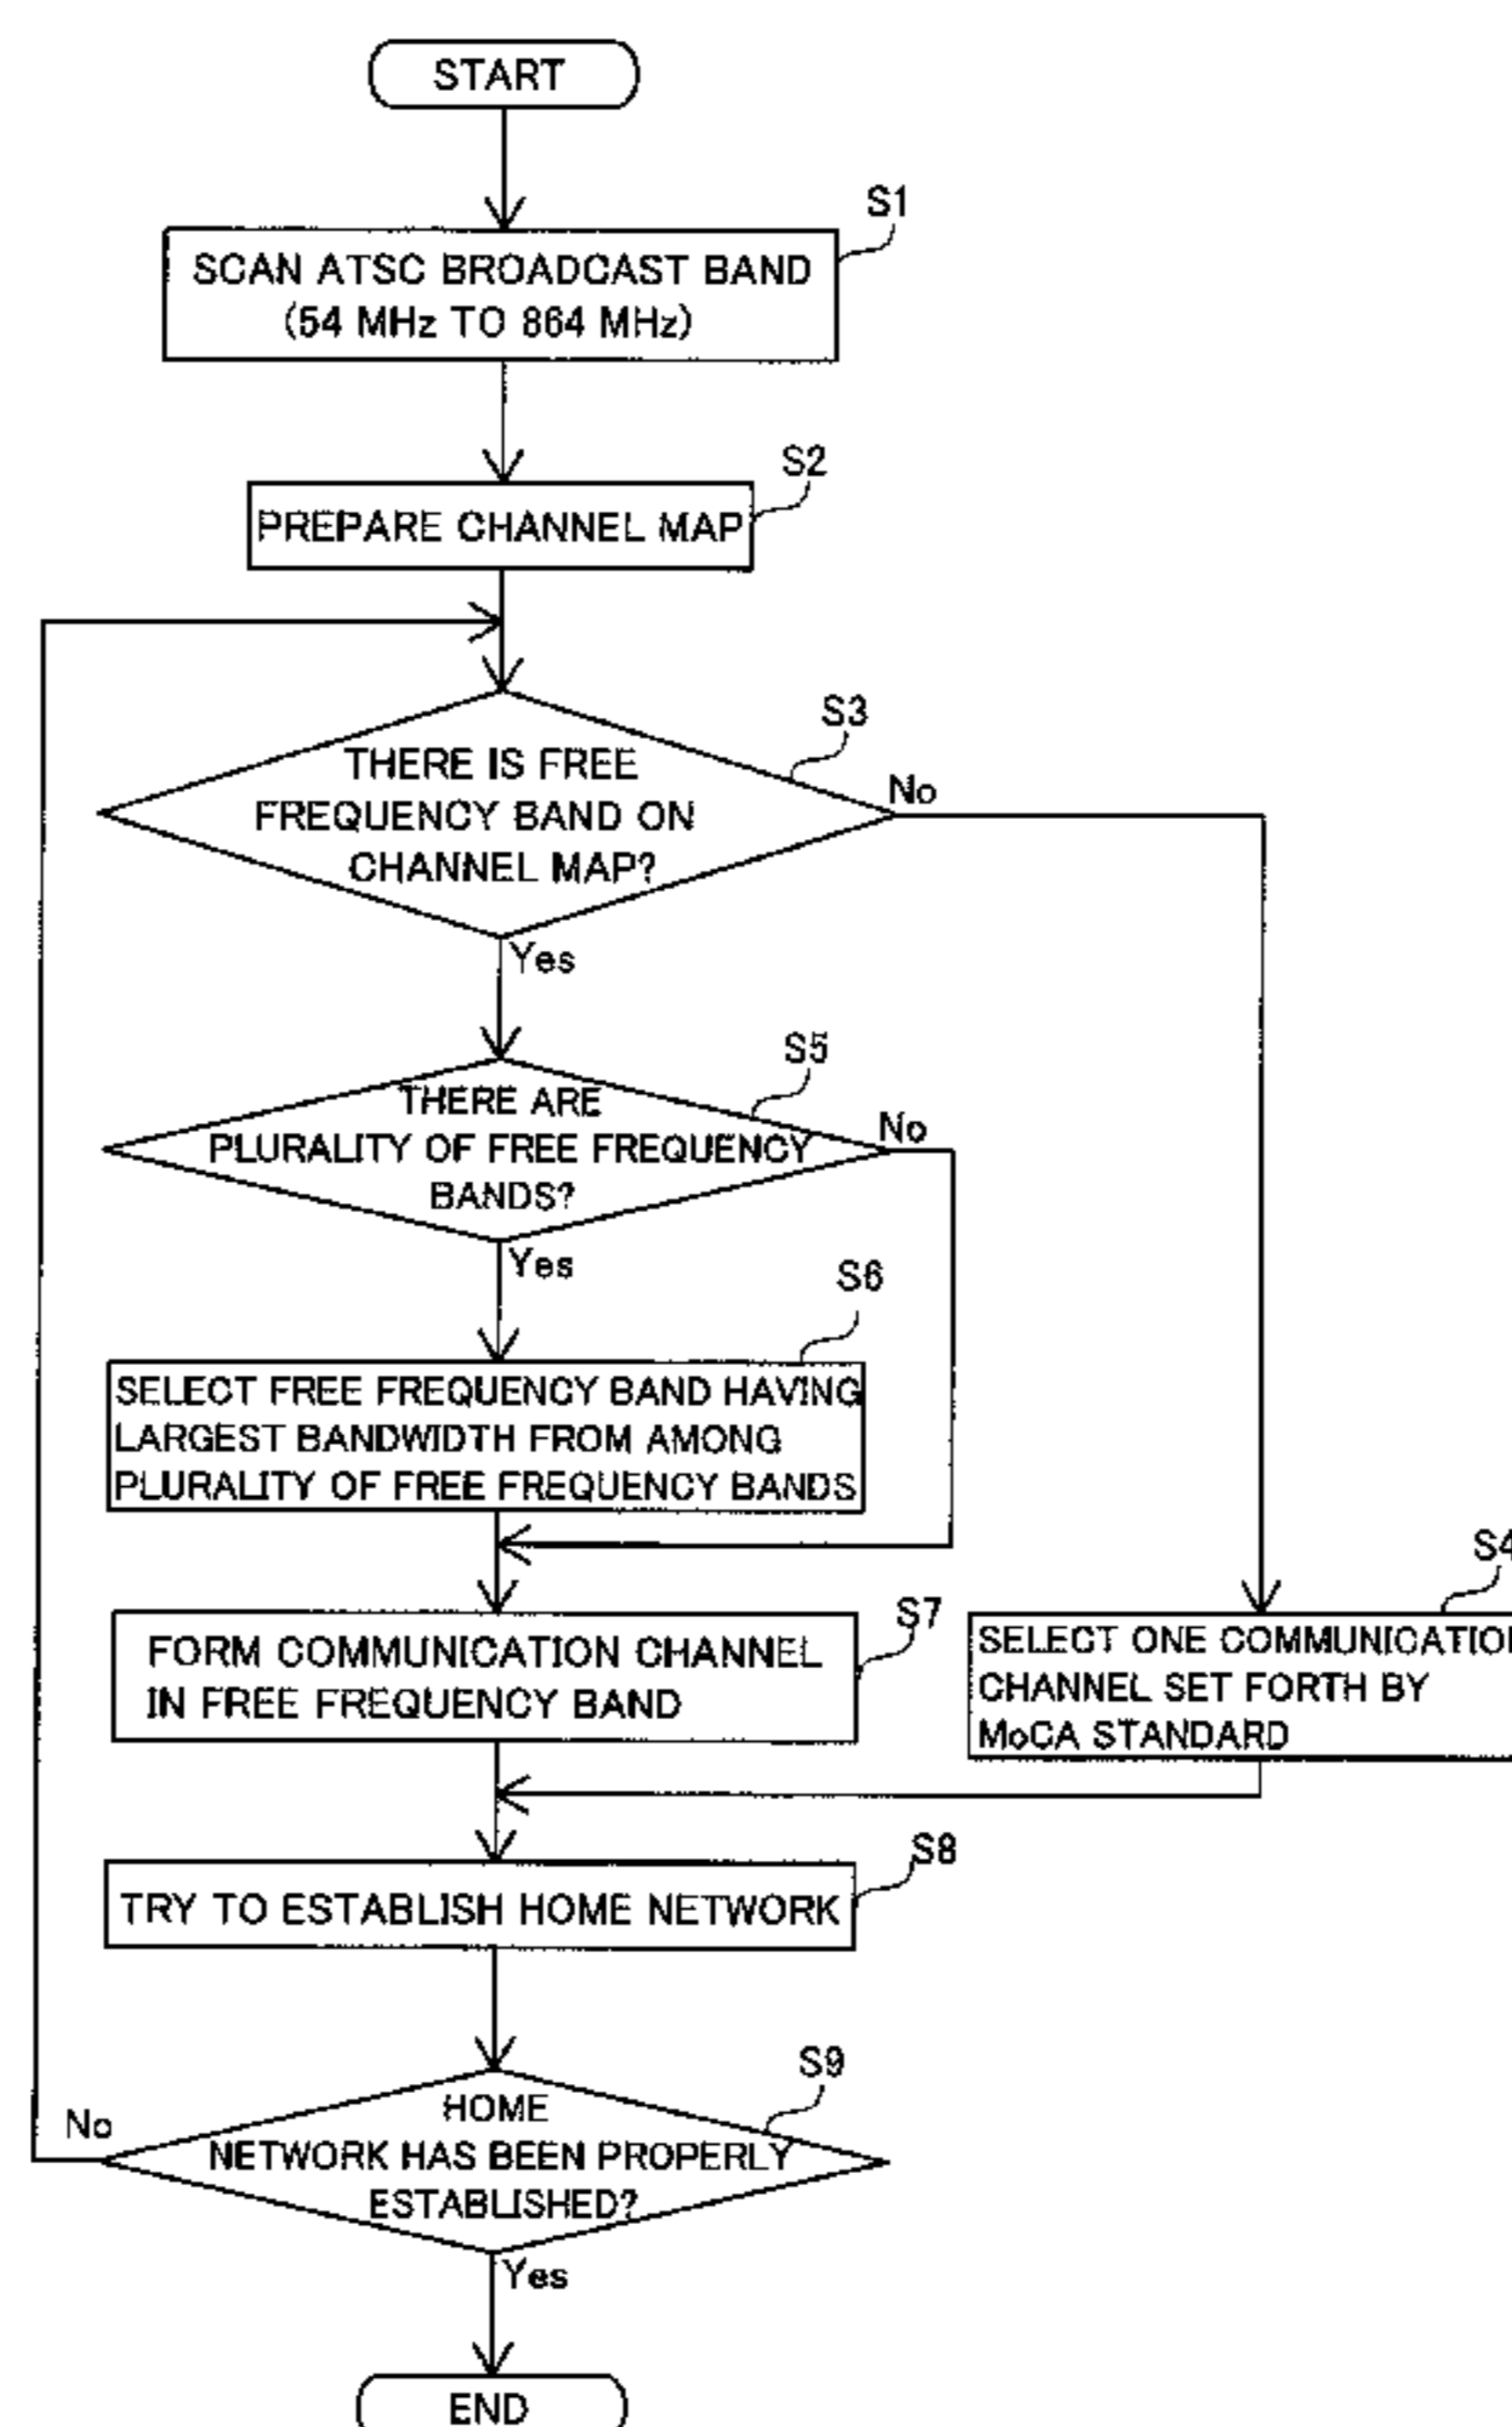 START
S1
SCAN ATSC BROADCAST BAND
(54 MHz TO 864 MHz)
S2
PREPARE CHANNEL MAP
S3
THERE IS FREE
FREQUENCY BAND ON
CHANNEL MAP?
No
Yes
S5
THERE ARE
PLURALITY OF FREE FREQUENCY
BANDS?
No
Yes
S6
SELECT FREE FREQUENCY BAND HAVING
LARGEST BANDWIDTH FROM AMONG
PLURALITY OF FREE FREQUENCY BANDS
S4
S7
FORM COMMUNICATION CHANNEL
IN FREE FREQUENCY BAND
SELECT ONE COMMUNICATION
CHANNEL SET FORTH BY
MoCA STANDARD
S8
TRY TO ESTABLISH HOME NETWORK
S9
HOME
NETWORK HAS BEEN PROPERLY
ESTABLISHED?
No
Yes
END